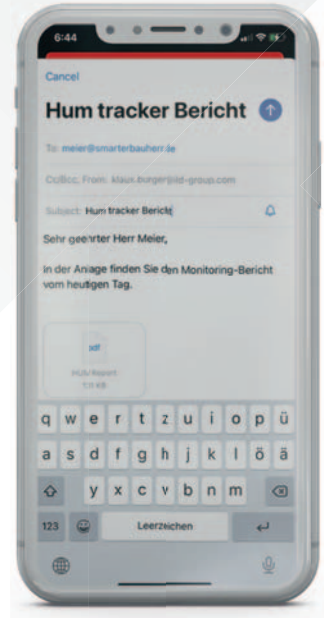 6:44
Cancel
Hum tracker Bericht
To: meier@smarterbauherr.de
Cc/Bcc, From: klaus.burger@ild-group.com
Subject: Hum tracker Bericht
Sehr geehrter Herr Meier,
in der Anlage finden Sie den Monitoring-Bericht
vom heutigen Tag.
pdf
KB
q w e r t z u i o p ü
a s d f g h j k l ö ä
y x c v b n m
123 Leerzeichen